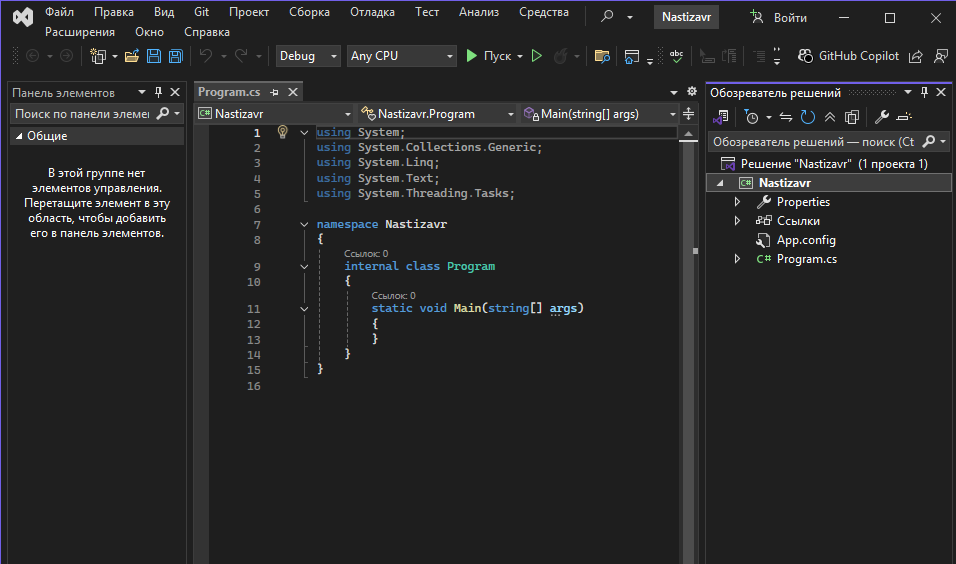 Файл Правка Вид Git Проект Сборка Отладка Тест Анализ Средства
Расширения Окно Справка
Nastizavr
Войти
Debug Any CPU Пуск abc GitHub Copilot
Панель элементов
Поиск по панели элемен
Общие
В этой группе нет
элементов управления.
Перетащите элемент в эту
область, чтобы добавить
его в панель элементов.
Program.cs
C# Nastizavr Nastizavr.Program Main(string[] args)
1 using System;
2 using System.Collections.Generic;
3 using System.Linq;
4 using System.Text;
5 using System.Threading.Tasks;
6
7 namespace Nastizavr
8 {
Ссылок: 0
9 internal class Program
10 {
Ссылок: 0
11 static void Main(string[] args)
12 {
13 }
14 }
15 }
16
Обозреватель решений
Обозреватель решений — поиск (Ct
Решение "Nastizavr" (1 проекта 1)
C# Nastizavr
Properties
Ссылки
App.config
C# Program.cs